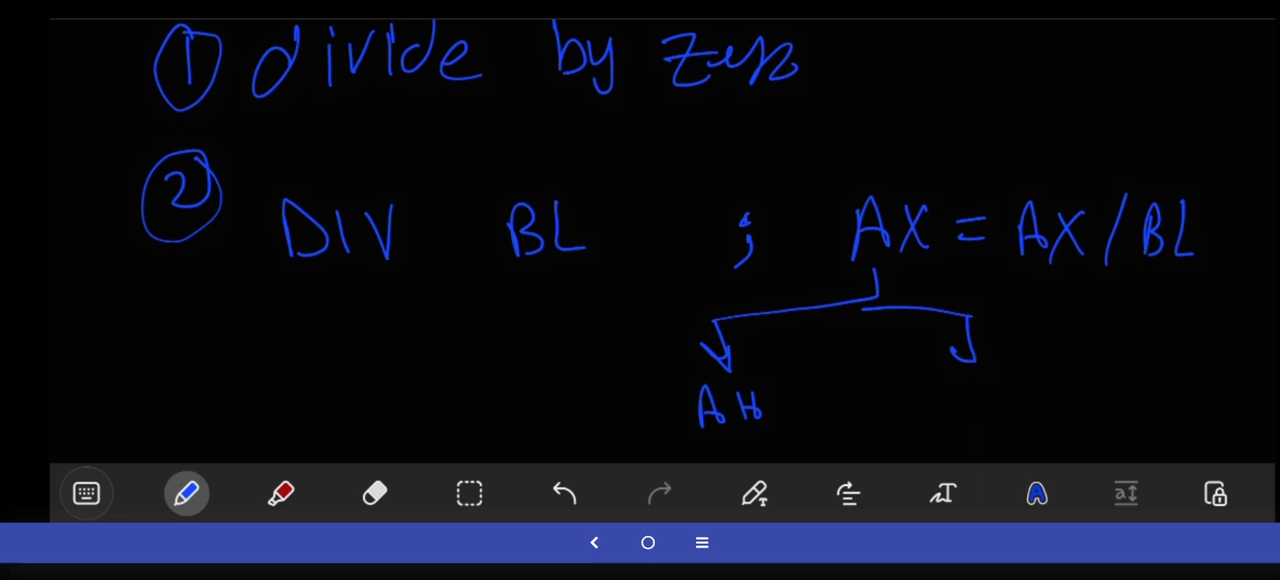 ① divide by zero
② DIV BL ; AX = AX / BL
AH